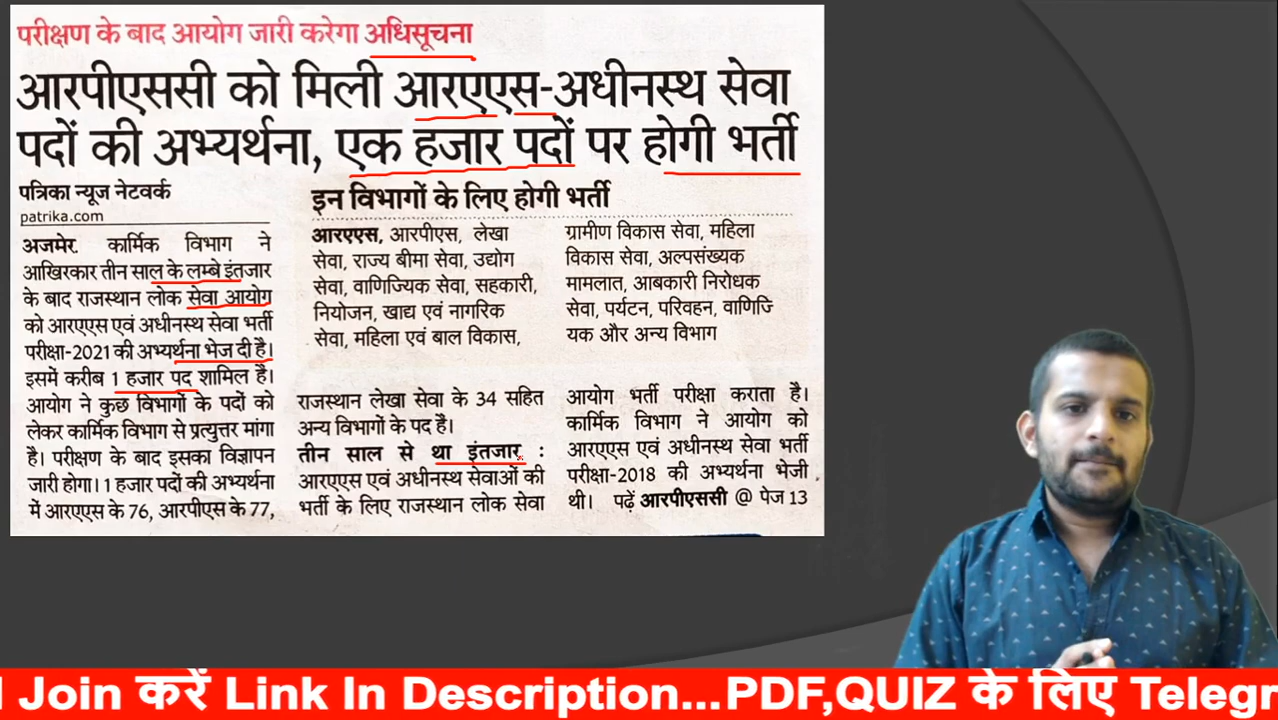 परीक्षण के बाद आयोग जारी करेगा अधिसूचना
आरपीएससी को मिली आरएएस-अधीनस्थ सेवा
पदों की अभ्यर्थना, एक हजार पदों पर होगी भर्ती
पत्रिका न्यूज नेटवर्क
patrika.com
अजमेर. कार्मिक विभाग ने
आखिरकार तीन साल के लम्बे इंतजार
के बाद राजस्थान लोक सेवा आयोग
को आरएएस एवं अधीनस्थ सेवा भर्ती
परीक्षा-2021 की अभ्यर्थना भेज दी है।
इसमें करीब 1 हजार पद शामिल है।
आयोग ने कुछ विभागों के पदों को
लेकर कार्मिक विभाग से प्रत्युत्तर मांगा
है। परीक्षण के बाद इसका विज्ञापन
जारी होगा। 1 हजार पदों की अभ्यर्थना
में आरएएस के 76, आरपीएस के 77,
इन विभागों के लिए होगी भर्ती
आरएएस, आरपीएस, लेखा
सेवा, राज्य बीमा सेवा, उद्योग
सेवा, वाणिज्यिक सेवा, सहकारी,
नियोजन, खाद्य एवं नागरिक
सेवा, महिला एवं बाल विकास,
ग्रामीण विकास सेवा, महिला
विकास सेवा, अल्पसंख्यक
मामलात, आबकारी निरोधक
सेवा, पर्यटन, परिवहन, वाणिज्यि
यक और अन्य विभाग
राजस्थान लेखा सेवा के 34 सहित
अन्य विभागों के पद है।
तीन साल से था इंतजार :
आरएएस एवं अधीनस्थ सेवाओं की
भर्ती के लिए राजस्थान लोक सेवा
आयोग भर्ती परीक्षा कराता है।
कार्मिक विभाग ने आयोग को
आरएएस एवं अधीनस्थ सेवा भर्ती
परीक्षा-2018 की अभ्यर्थना भेजी
थी। पढ़ें आरपीएससी @ पेज 13
Join करें Link In Description...PDF,QUIZ के लिए Telegr